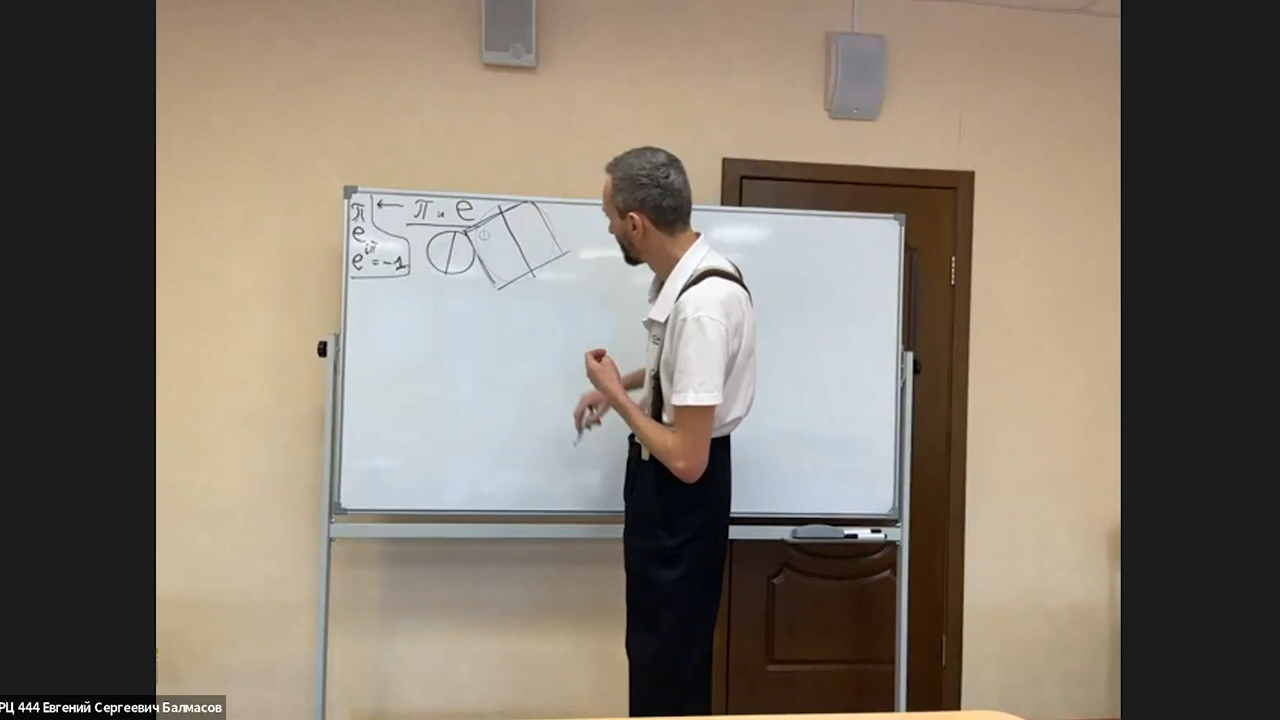 π ← π и e
e
e^{iπ} = -1
РЦ 444 Евгений Сергеевич Балмасов